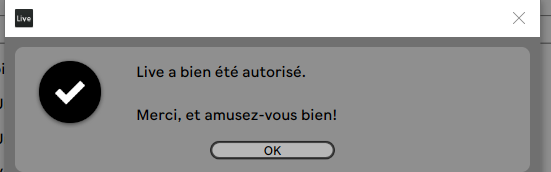 Live
Live a bien été autorisé.
Merci, et amusez-vous bien!
OK